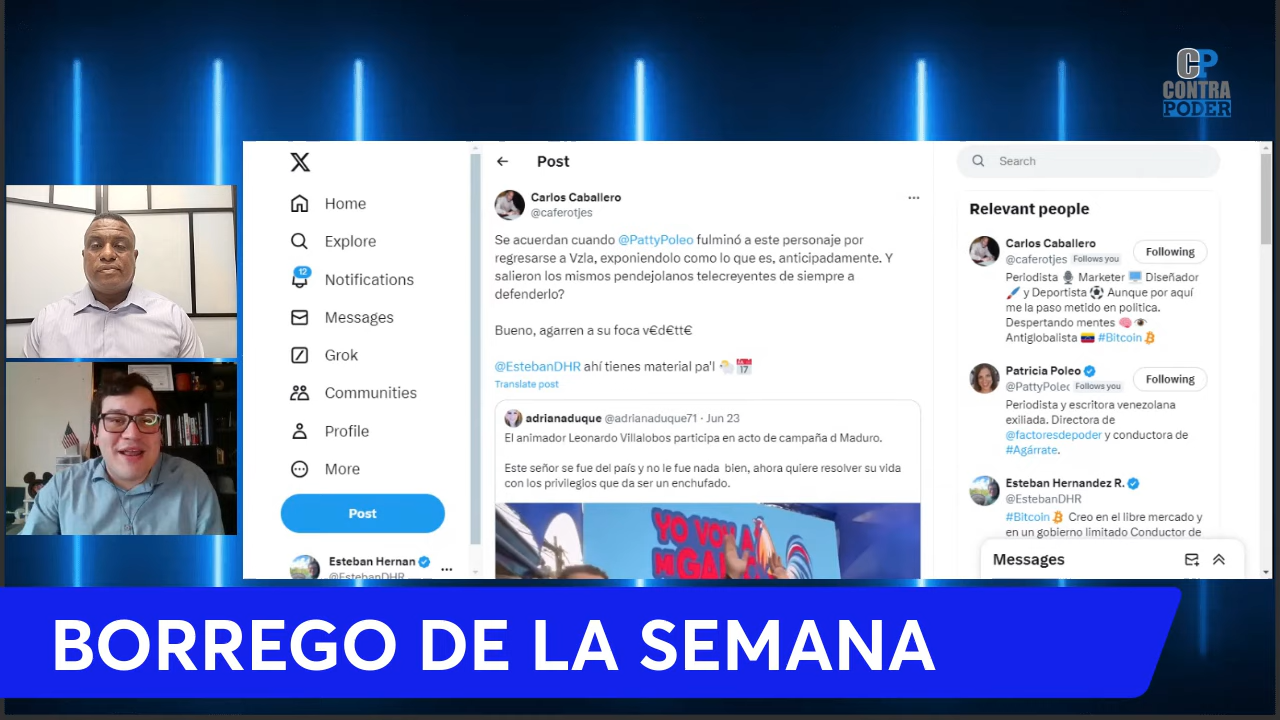 CP
CONTRA
PODER
X
Home
Explore
12
Notifications
Messages
Grok
Communities
Profile
More
Post
Esteban Hernan
@EstebanDHR
Post
Carlos Caballero
@caferotjes
Se acuerdan cuando @PattyPoleo fulminó a este personaje por
regresarse a Vzla, exponiendolo como lo que es, anticipadamente. Y
salieron los mismos pendejolanos telecreyentes de siempre a
defenderlo?
Bueno, agarren a su foca v€d€tt€
@EstebanDHR ahí tienes material pa'l
Translate post
adrianaduque @adrianaduque71 · Jun 23
El animador Leonardo Villalobos participa en acto de campaña d Maduro.
Este señor se fue del país y no le fue nada bien, ahora quiere resolver su vida
con los privilegios que da ser un enchufado.
YO VOY A
Search
Relevant people
Carlos Caballero
@caferotjes Follows you
Following
Periodista Marketer Diseñador
y Deportista Aunque por aquí
me la paso metido en politica.
Despertando mentes
Antiglobalista #Bitcoin
Patricia Poleo
@PattyPoleo Follows you
Following
Periodista y escritora venezolana
exiliada. Directora de
@factoresdepoder y conductora de
#Agárrate.
Esteban Hernandez R.
@EstebanDHR
#Bitcoin Creo en el libre mercado y
en un gobierno limitado Conductor de
Messages
BORREGO DE LA SEMANA